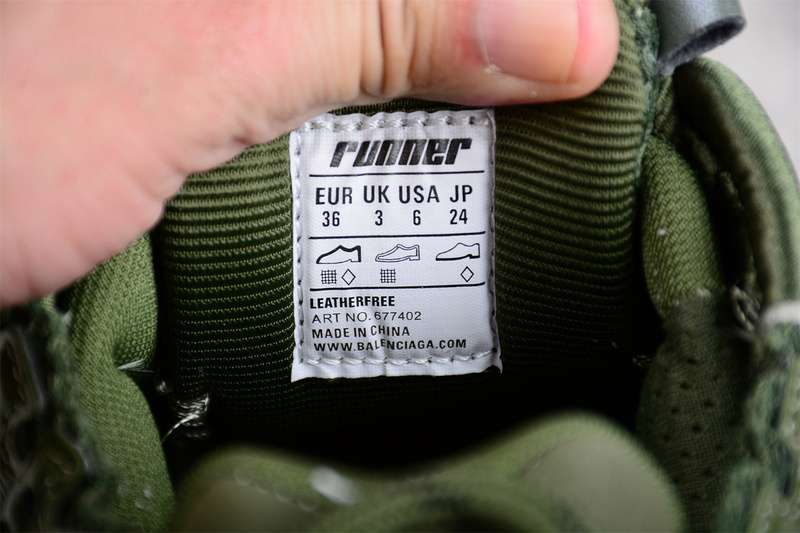 runner
EUR UK USA JP
36 3 6 24
LEATHERFREE
ART NO. 677402
MADE IN CHINA
WWW.BALENCIAGA.COM